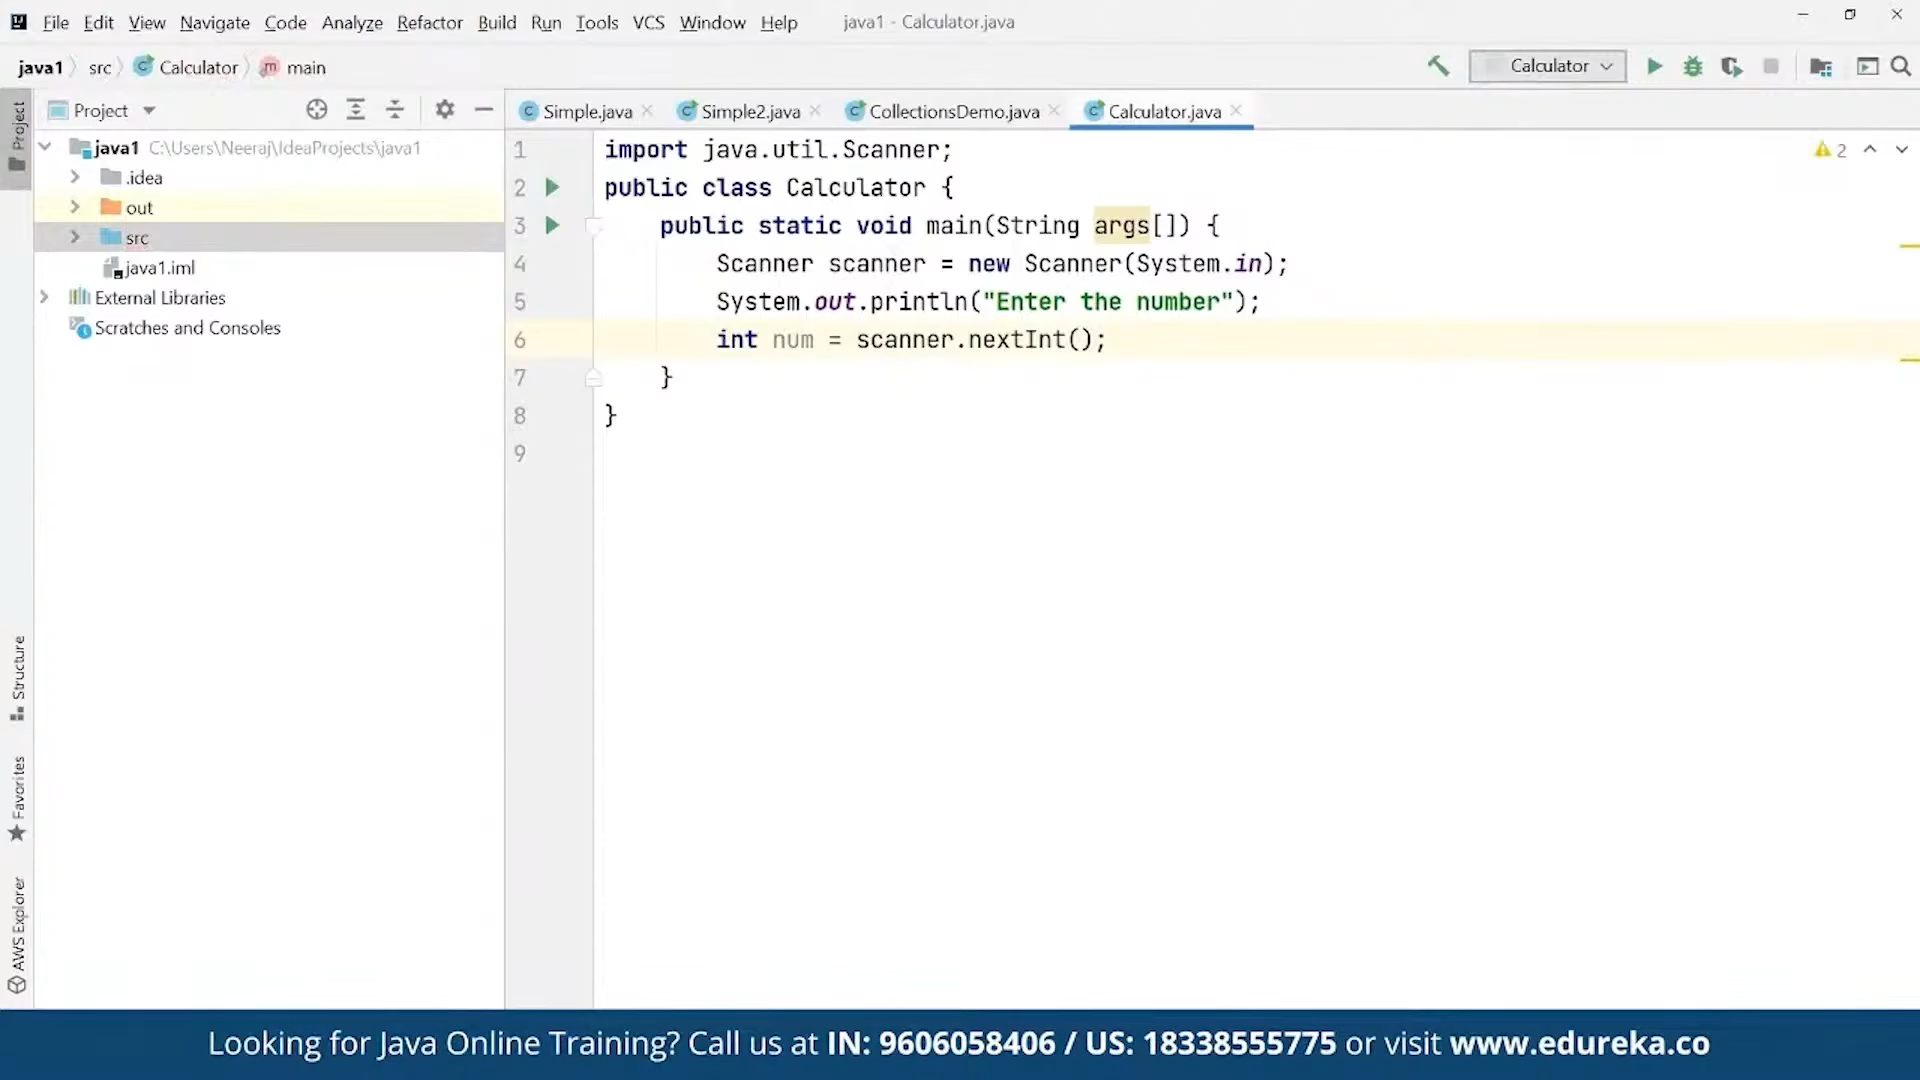 File Edit View Navigate Code Analyze Refactor Build Run Tools VCS Window Help java1 - Calculator.java
java1 src Calculator main
Calculator
Project
Simple.java Simple2.java CollectionsDemo.java Calculator.java
java1 C:\Users\Neeraj\IdeaProjects\java1
.idea
out
src
java1.iml
External Libraries
Scratches and Consoles
Project
Structure
Favorites
AWS Explorer
1 import java.util.Scanner;
2 public class Calculator {
3 public static void main(String args[]) {
4 Scanner scanner = new Scanner(System.in);
5 System.out.println("Enter the number");
6 int num = scanner.nextInt();
7 }
8 }
9
2
Looking for Java Online Training? Call us at IN: 9606058406 / US: 18338555775 or visit www.edureka.co